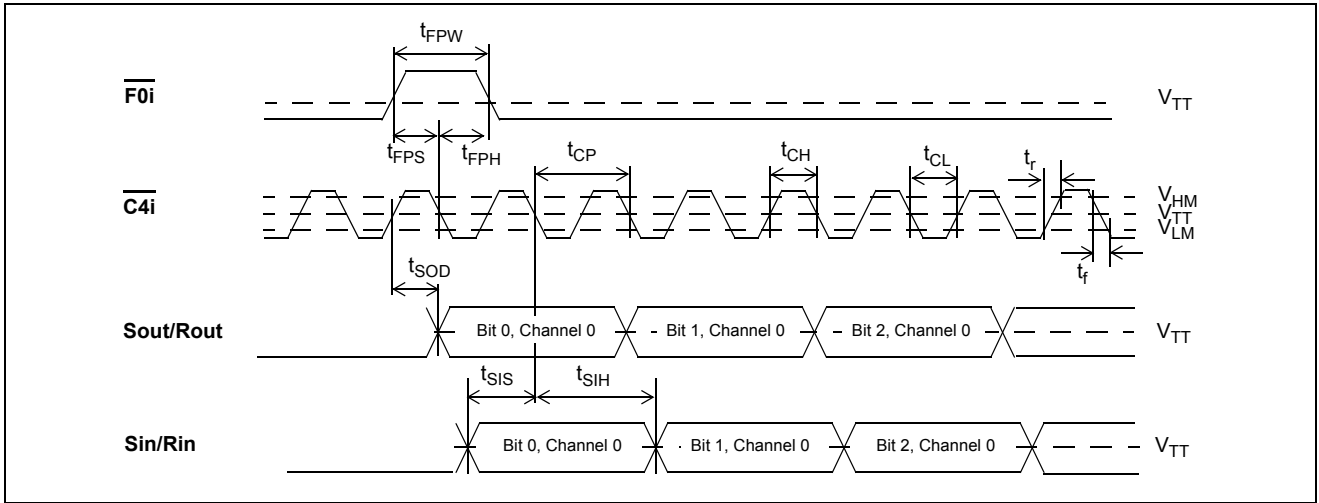 tFPW
F0i
VTT
tFPS
tFPH
tCP
tCH
tCL
tr
C4i
VHM
VTT
VLM
tSOD
tf
Sout/Rout
Bit 0, Channel 0
Bit 1, Channel 0
Bit 2, Channel 0
VTT
tSIS
tSIH
Sin/Rin
Bit 0, Channel 0
Bit 1, Channel 0
Bit 2, Channel 0
VTT